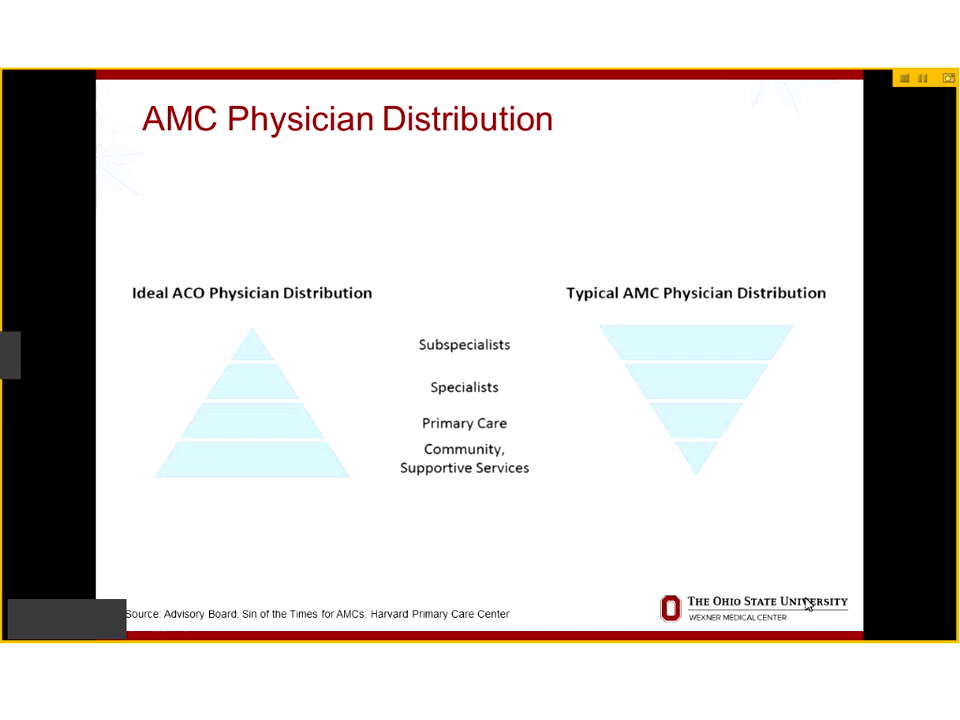 AMC Physician Distribution
Ideal ACO Physician Distribution
Typical AMC Physician Distribution
Subspecialists
Specialists
Primary Care
Community,
Supportive Services
Source: Advisory Board, Sin of the Times for AMCs: Harvard Primary Care Center
THE OHIO STATE UNIVERSITY
WEXNER MEDICAL CENTER